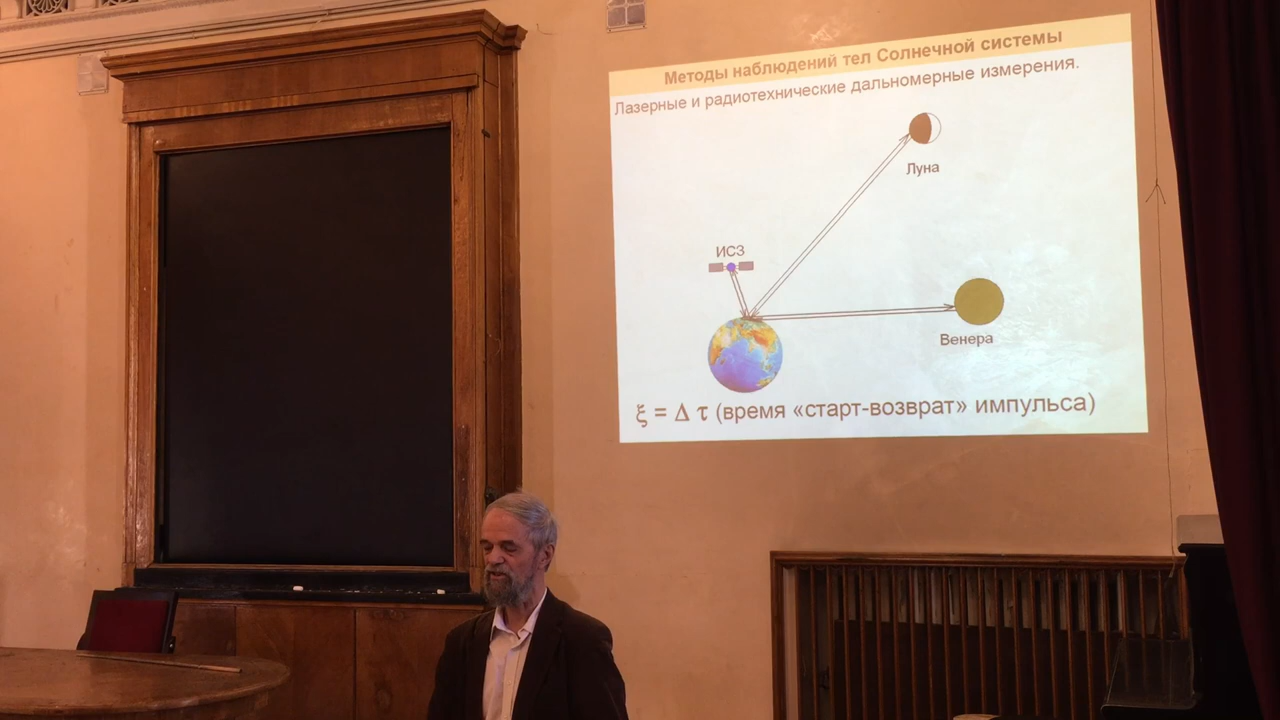 Методы наблюдений тел Солнечной системы
Лазерные и радиотехнические дальномерные измерения.
Луна
ИСЗ
Венера
ξ = Δ τ (время «старт-возврат» импульса)